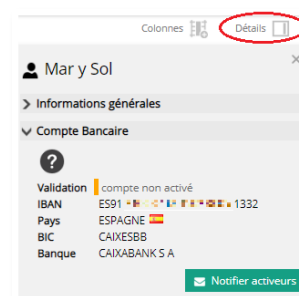 Colonnes Détails
Mar y Sol
Informations générales
Compte Bancaire
Validation compte non activé
IBAN ES91 1332
Pays ESPAGNE
BIC CAIXESBB
Banque CAIXABANK S A
Notifier activeurs